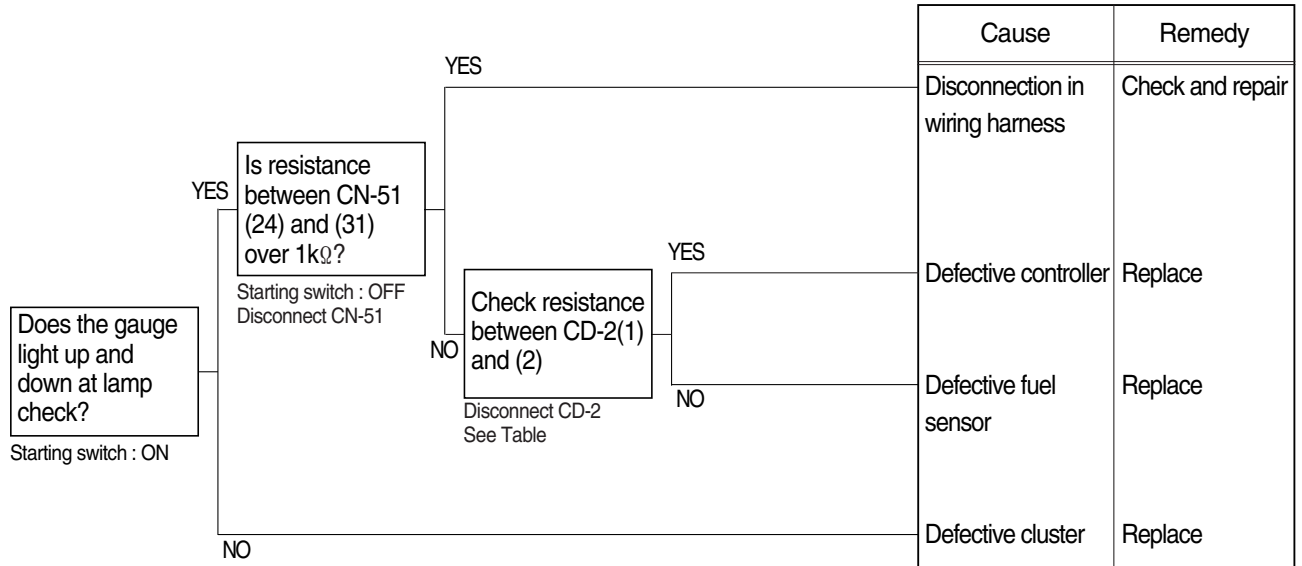 Cause
Remedy
YES
Disconnection in
wiring harness
Check and repair
YES
Is resistance
between CN-51
(24) and (31)
over 1kΩ?
Starting switch : OFF
Disconnect CN-51
YES
Defective controller
Replace
Does the gauge
light up and
down at lamp
check?
Starting switch : ON
NO
Check resistance
between CD-2(1)
and (2)
Disconnect CD-2
See Table
NO
Defective fuel
sensor
Replace
NO
Defective cluster
Replace